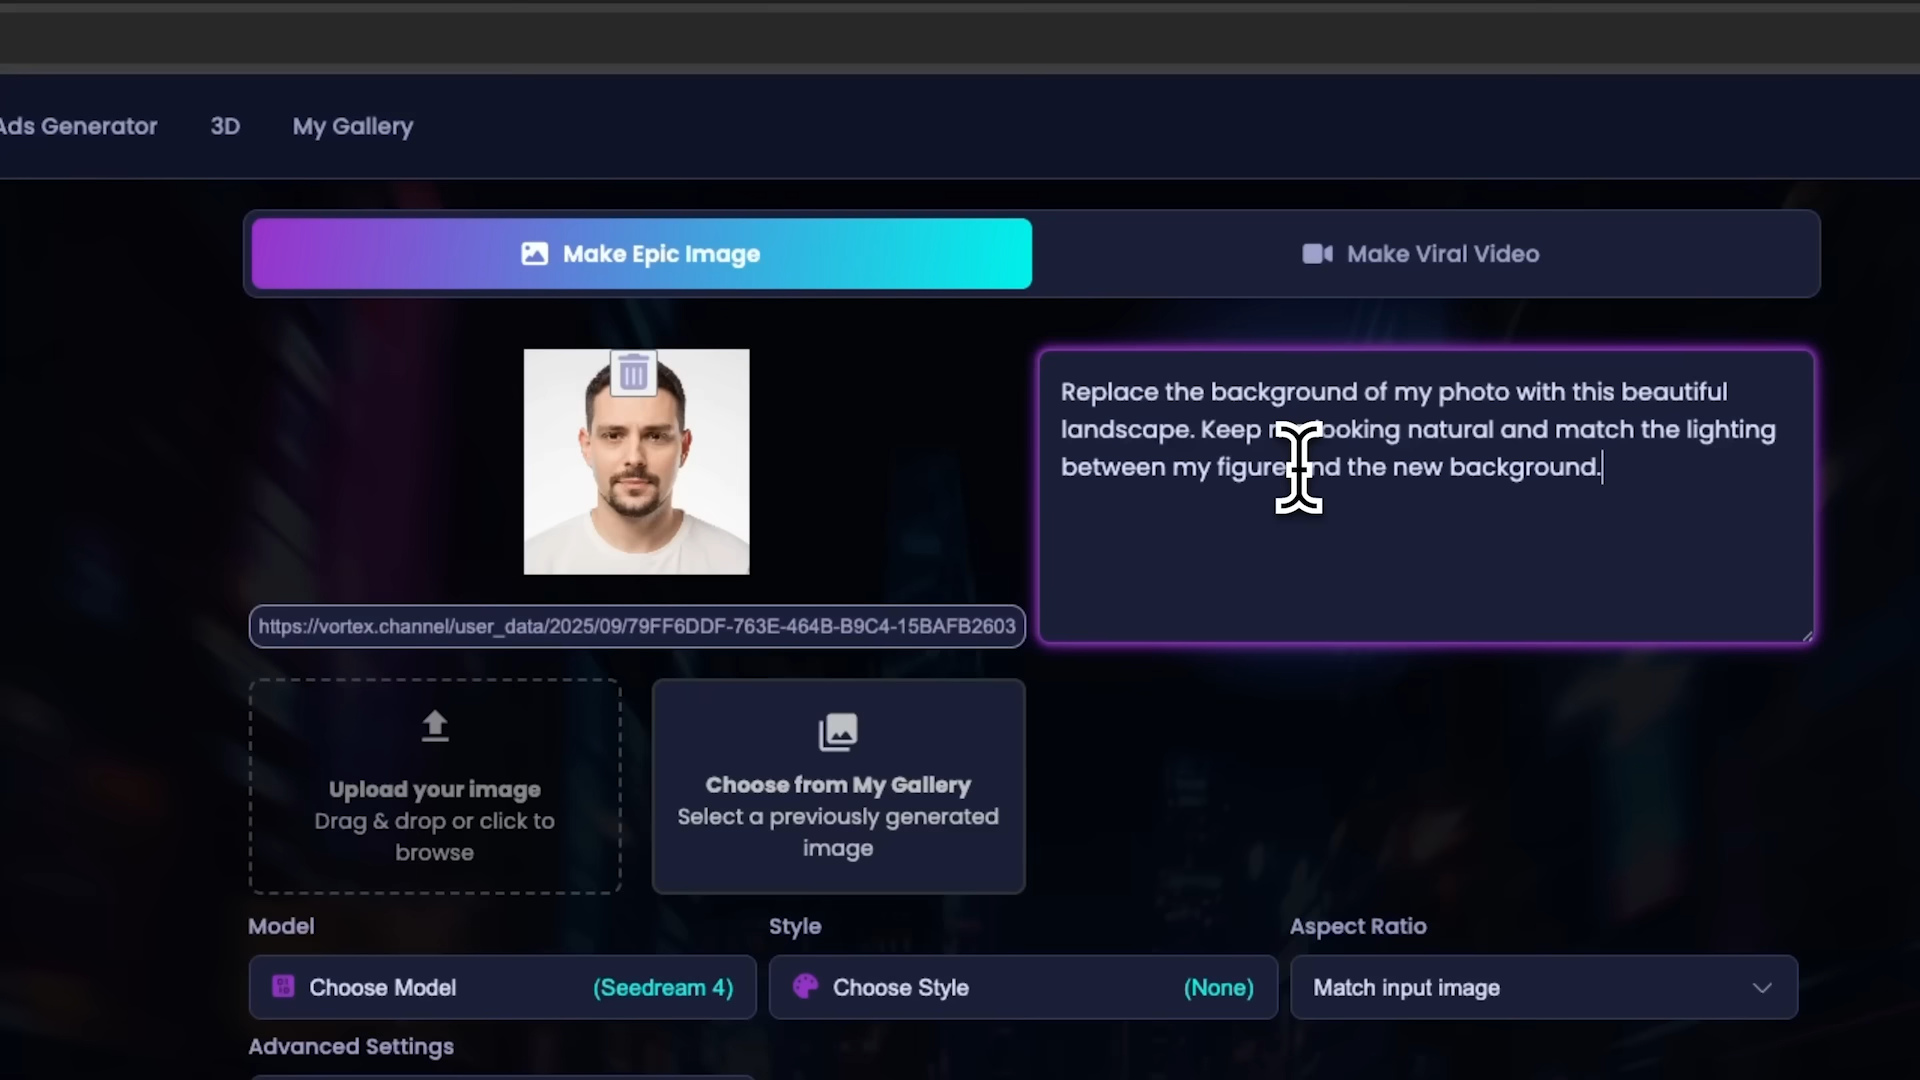 Ads Generator
3D
My Gallery
Make Epic Image
Make Viral Video
Replace the background of my photo with this beautiful
landscape. Keep looking natural and match the lighting
between my figure and the new background.
https://vortex.channel/user_data/2025/09/79FF6DDF-763E-464B-B9C4-15BAFB2603
Upload your image
Drag & drop or click to
browse
Choose from My Gallery
Select a previously generated
image
Model
Style
Aspect Ratio
Choose Model
(Seedream 4)
Choose Style
(None)
Match input image
Advanced Settings